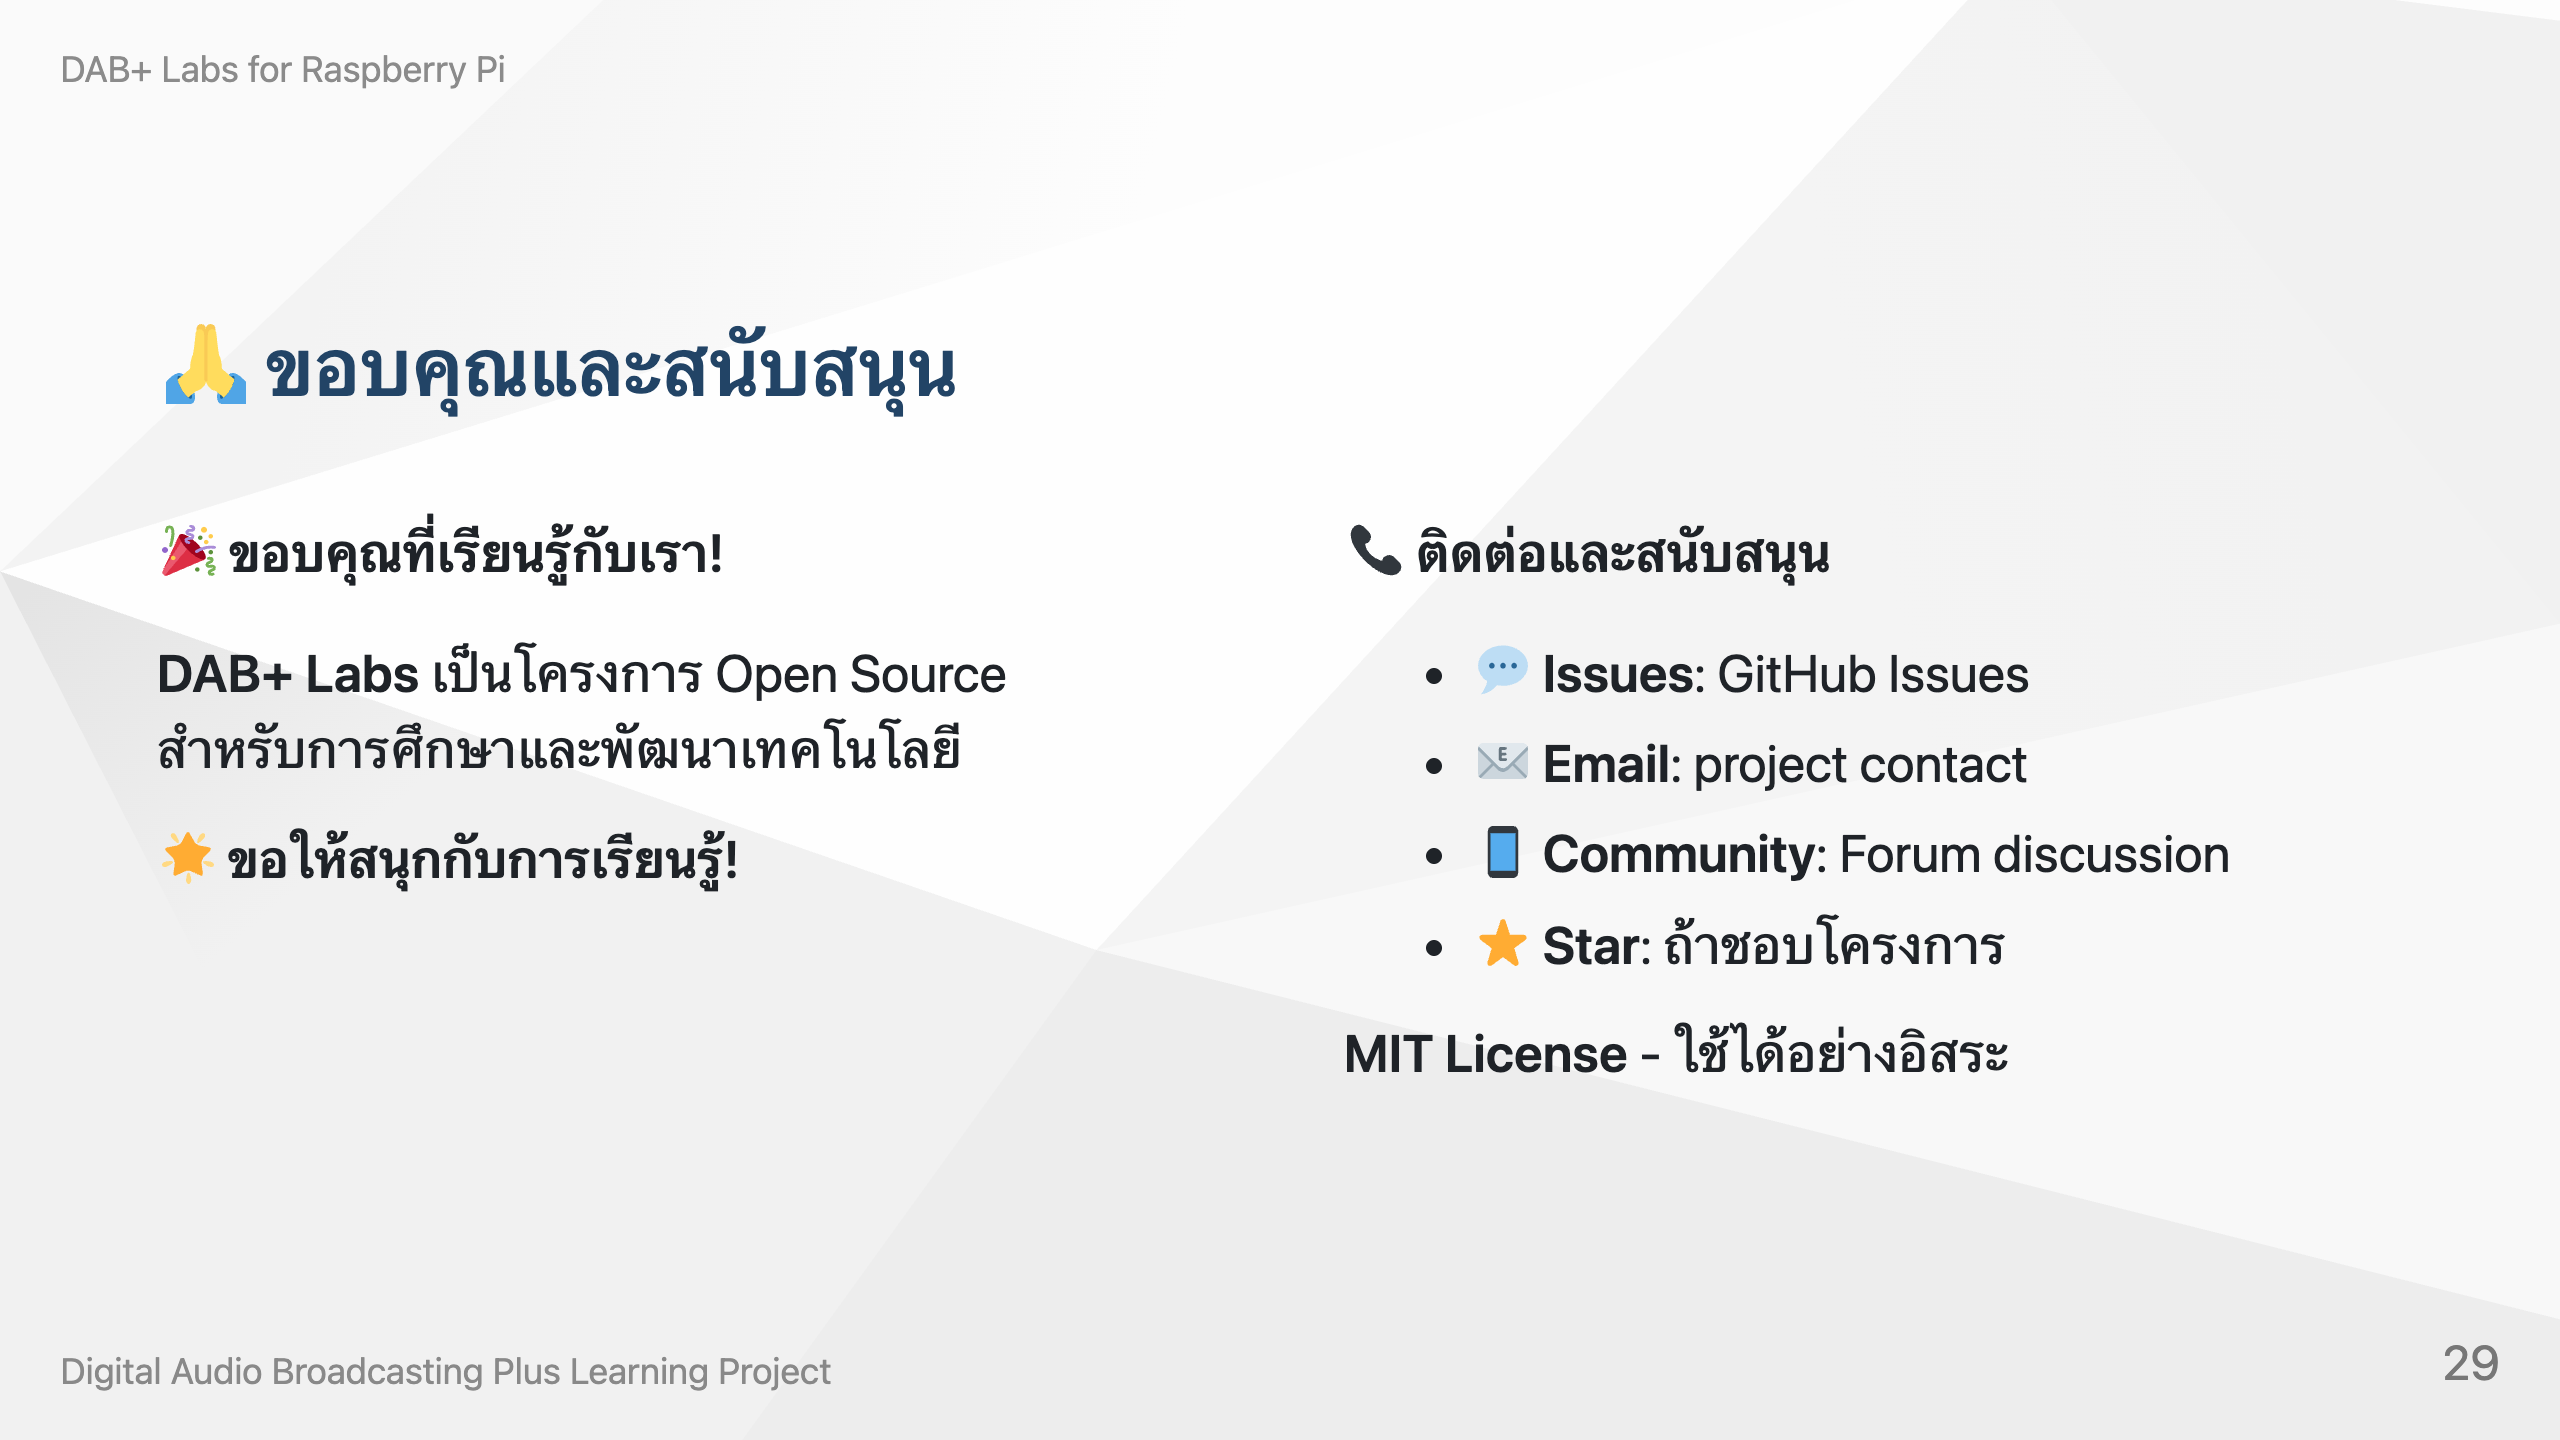 DAB+ Labs for Raspberry Pi
🙏 ขอบคุณและสนับสนุน
🎉 ขอบคุณที่เรียนรู้กับเรา!
DAB+ Labs เป็นโครงการ Open Source
สำหรับการศึกษาและพัฒนาเทคโนโลยี
🌟 ขอให้สนุกกับการเรียนรู้!
📞 ติดต่อและสนับสนุน
• 💬 Issues: GitHub Issues
• 📧 Email: project contact
• 📱 Community: Forum discussion
• ⭐ Star: ถ้าชอบโครงการ
MIT License - ใช้ได้อย่างอิสระ
Digital Audio Broadcasting Plus Learning Project
29